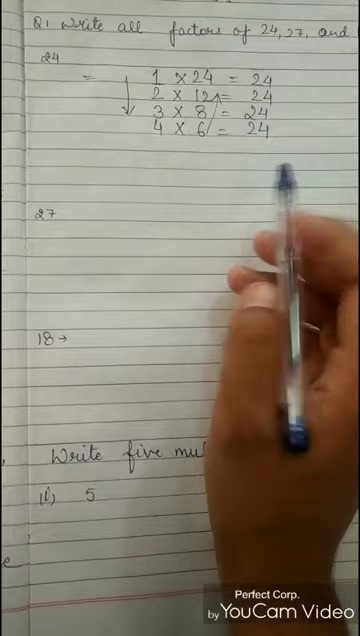 Q1 Write all factors of 24, 27, and
24
= 1 × 24 = 24
2 × 12 = 24
3 × 8 = 24
4 × 6 = 24
27
18 →
Write five mul
(i) 5
Perfect Corp.
by YouCam Video